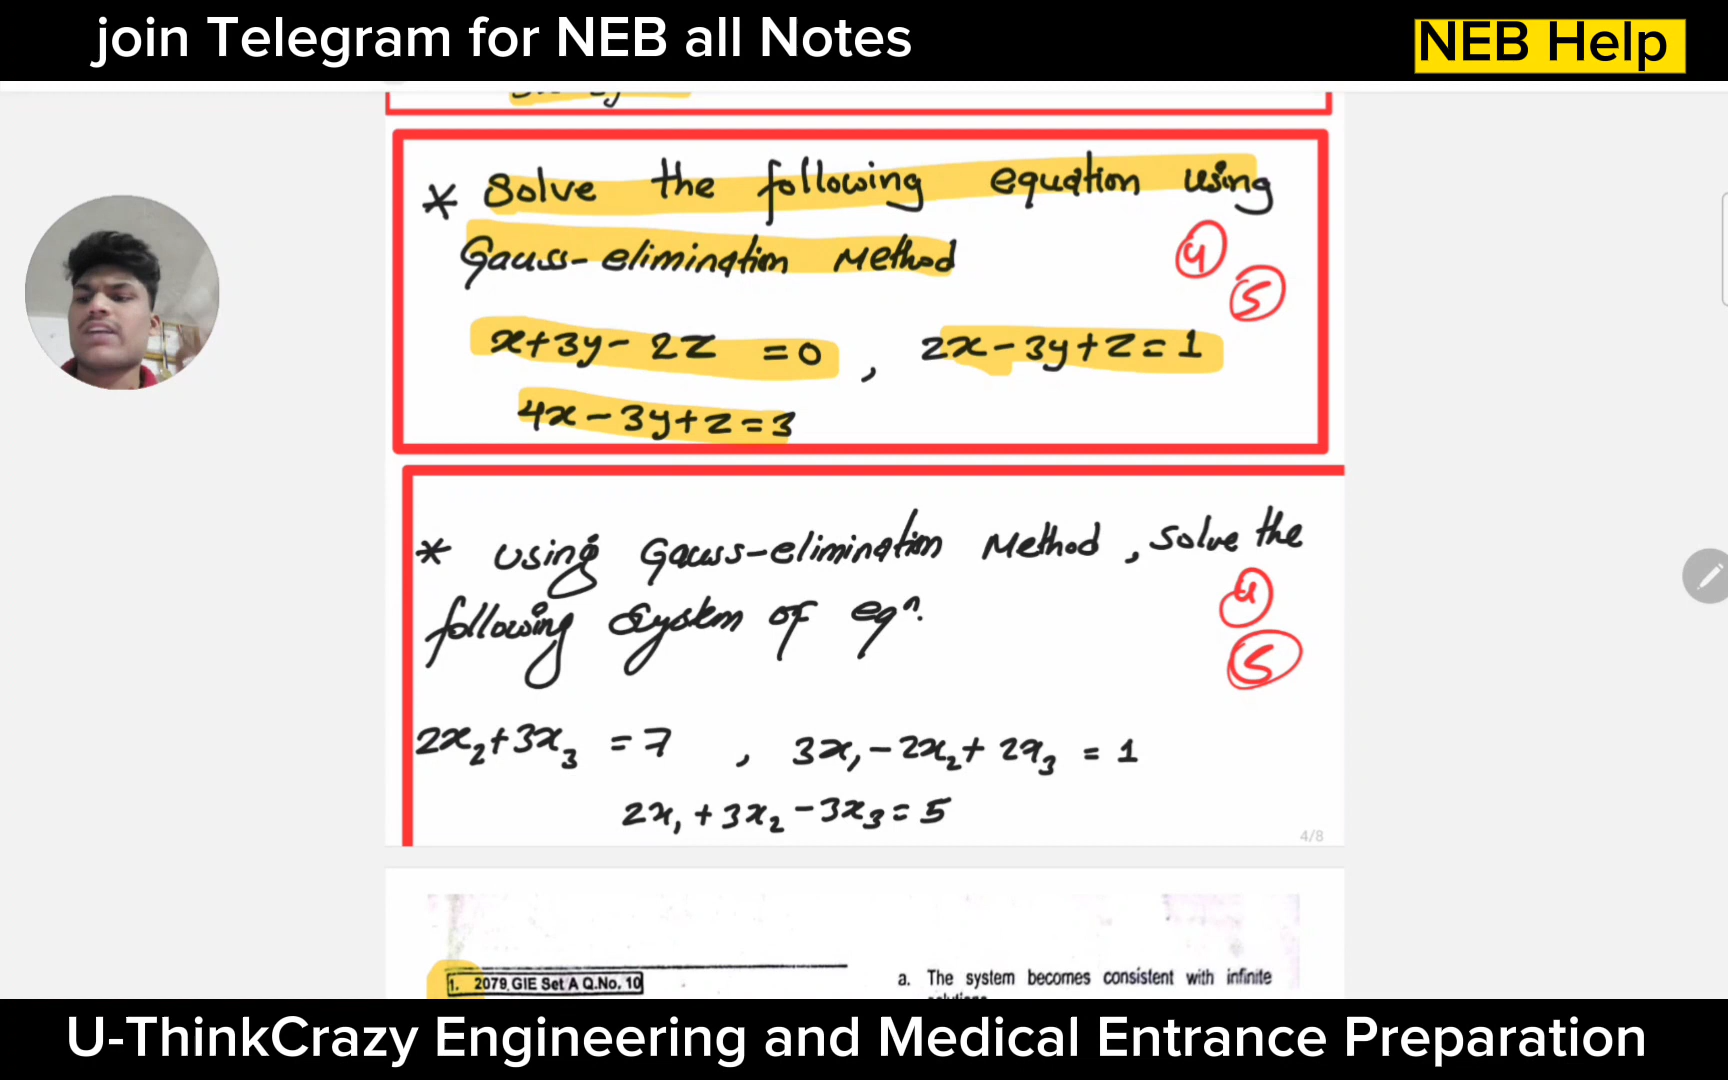 join Telegram for NEB all Notes
NEB Help
* Solve the following equation using
Gauss-elimination Method
4
5
x+3y-2z =0 , 2x-3y+z=1
4x-3y+z=3
* Using Gauss-elimination Method, solve the
following System of eqⁿ.
4
5
2x₂+3x₃ =7 , 3x₁-2x₂+2x₃ = 1
2x₁+3x₂-3x₃=5
4/8
1. 2079 GIE Set A Q.No. 10
a. The system becomes consistent with infinite
U-ThinkCrazy Engineering and Medical Entrance Preparation